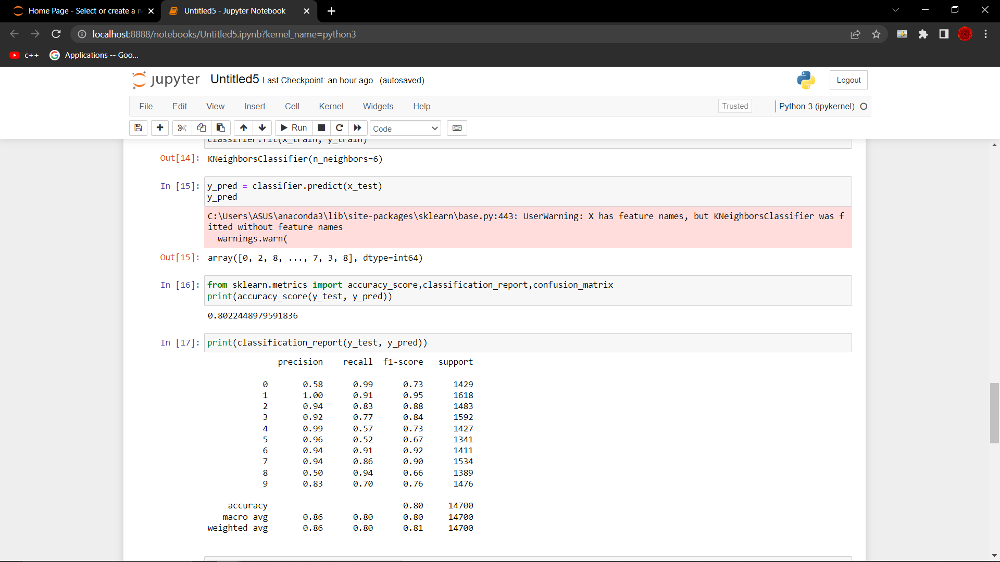 Home Page - Select or create a n
Untitled5 - Jupyter Notebook
localhost:8888/notebooks/Untitled5.ipynb?kernel_name=python3
c++
Applications -- Goo...
jupyter Untitled5 Last Checkpoint: an hour ago (autosaved)
Logout
File Edit View Insert Cell Kernel Widgets Help
Trusted
Python 3 (ipykernel)
Run
Code
classifier.fit(x_train, y_train)
Out[14]: KNeighborsClassifier(n_neighbors=6)
In [15]: y_pred = classifier.predict(x_test)
y_pred
C:\Users\ASUS\anaconda3\lib\site-packages\sklearn\base.py:443: UserWarning: X has feature names, but KNeighborsClassifier was f
itted without feature names
warnings.warn(
Out[15]: array([0, 2, 8, ..., 7, 3, 8], dtype=int64)
In [16]: from sklearn.metrics import accuracy_score,classification_report,confusion_matrix
print(accuracy_score(y_test, y_pred))
0.8022448979591836
In [17]: print(classification_report(y_test, y_pred))
precision recall f1-score support
0 0.58 0.99 0.73 1429
1 1.00 0.91 0.95 1618
2 0.94 0.83 0.88 1483
3 0.92 0.77 0.84 1592
4 0.99 0.57 0.73 1427
5 0.96 0.52 0.67 1341
6 0.94 0.91 0.92 1411
7 0.94 0.86 0.90 1534
8 0.50 0.94 0.66 1389
9 0.83 0.70 0.76 1476
accuracy 0.80 14700
macro avg 0.86 0.80 0.80 14700
weighted avg 0.86 0.80 0.81 14700